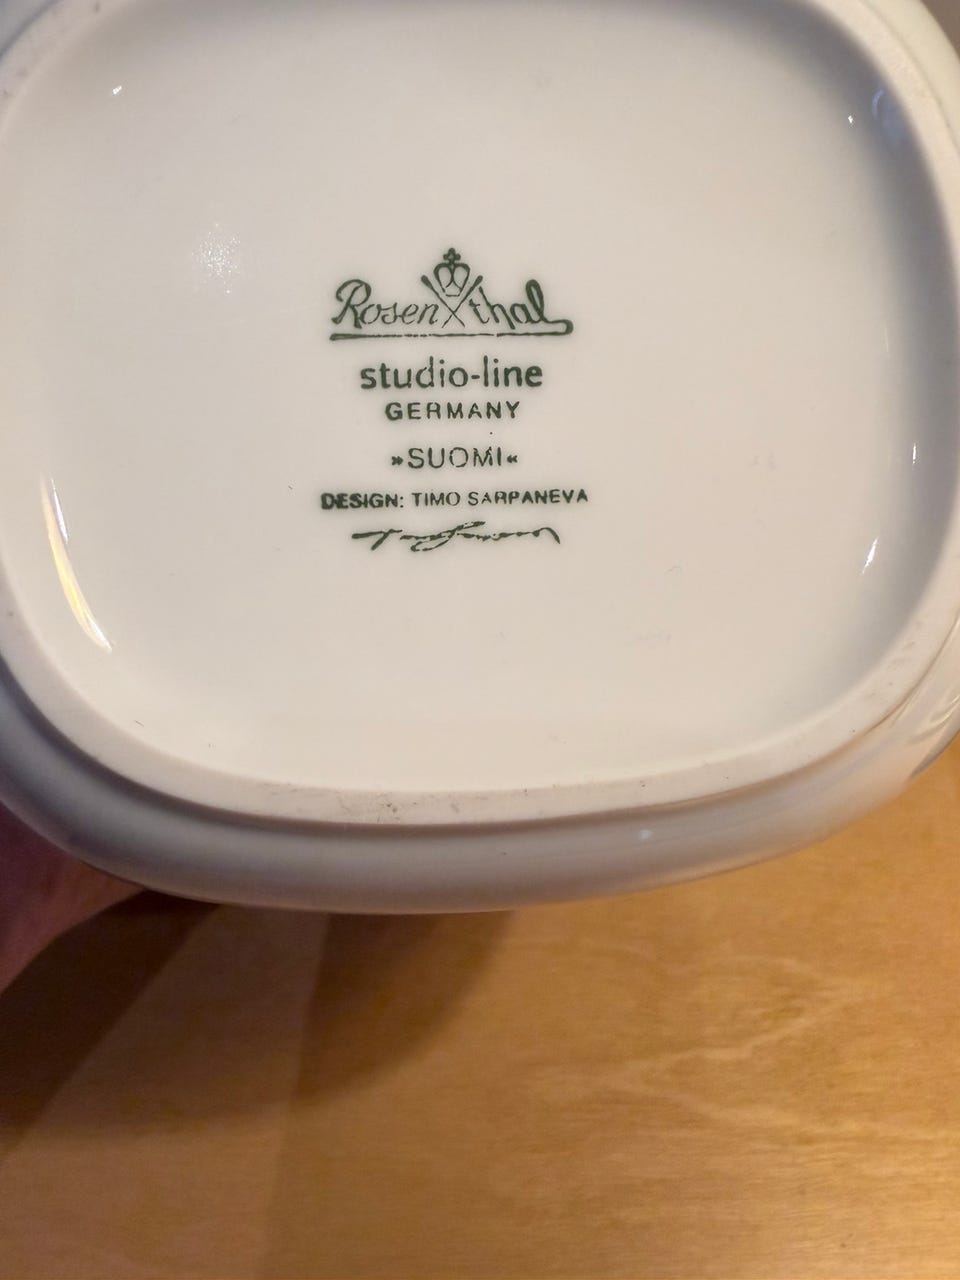 Rosenthal
studio-line
GERMANY
»SUOMI«
DESIGN: TIMO SARPANEVA